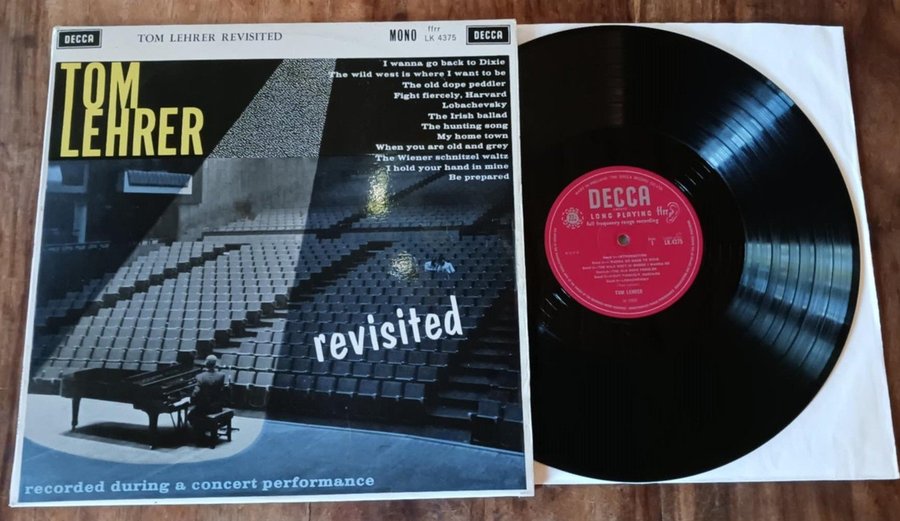 DECCA
TOM LEHRER REVISITED
MONO
ffrr
LK 4375
DECCA
TOM
LEHRER
I wanna go back to Dixie
The wild west is where I want to be
The old dope peddler
Fight fiercely, Harvard
Lobachevsky
The Irish ballad
The hunting song
My home town
When you are old and grey
The Wiener schnitzel waltz
I hold your hand in mine
Be prepared
revisited
recorded during a concert performance
DECCA
LONG PLAYING
ffrr
full frequency range recording
LK.4375
TOM LEHRER